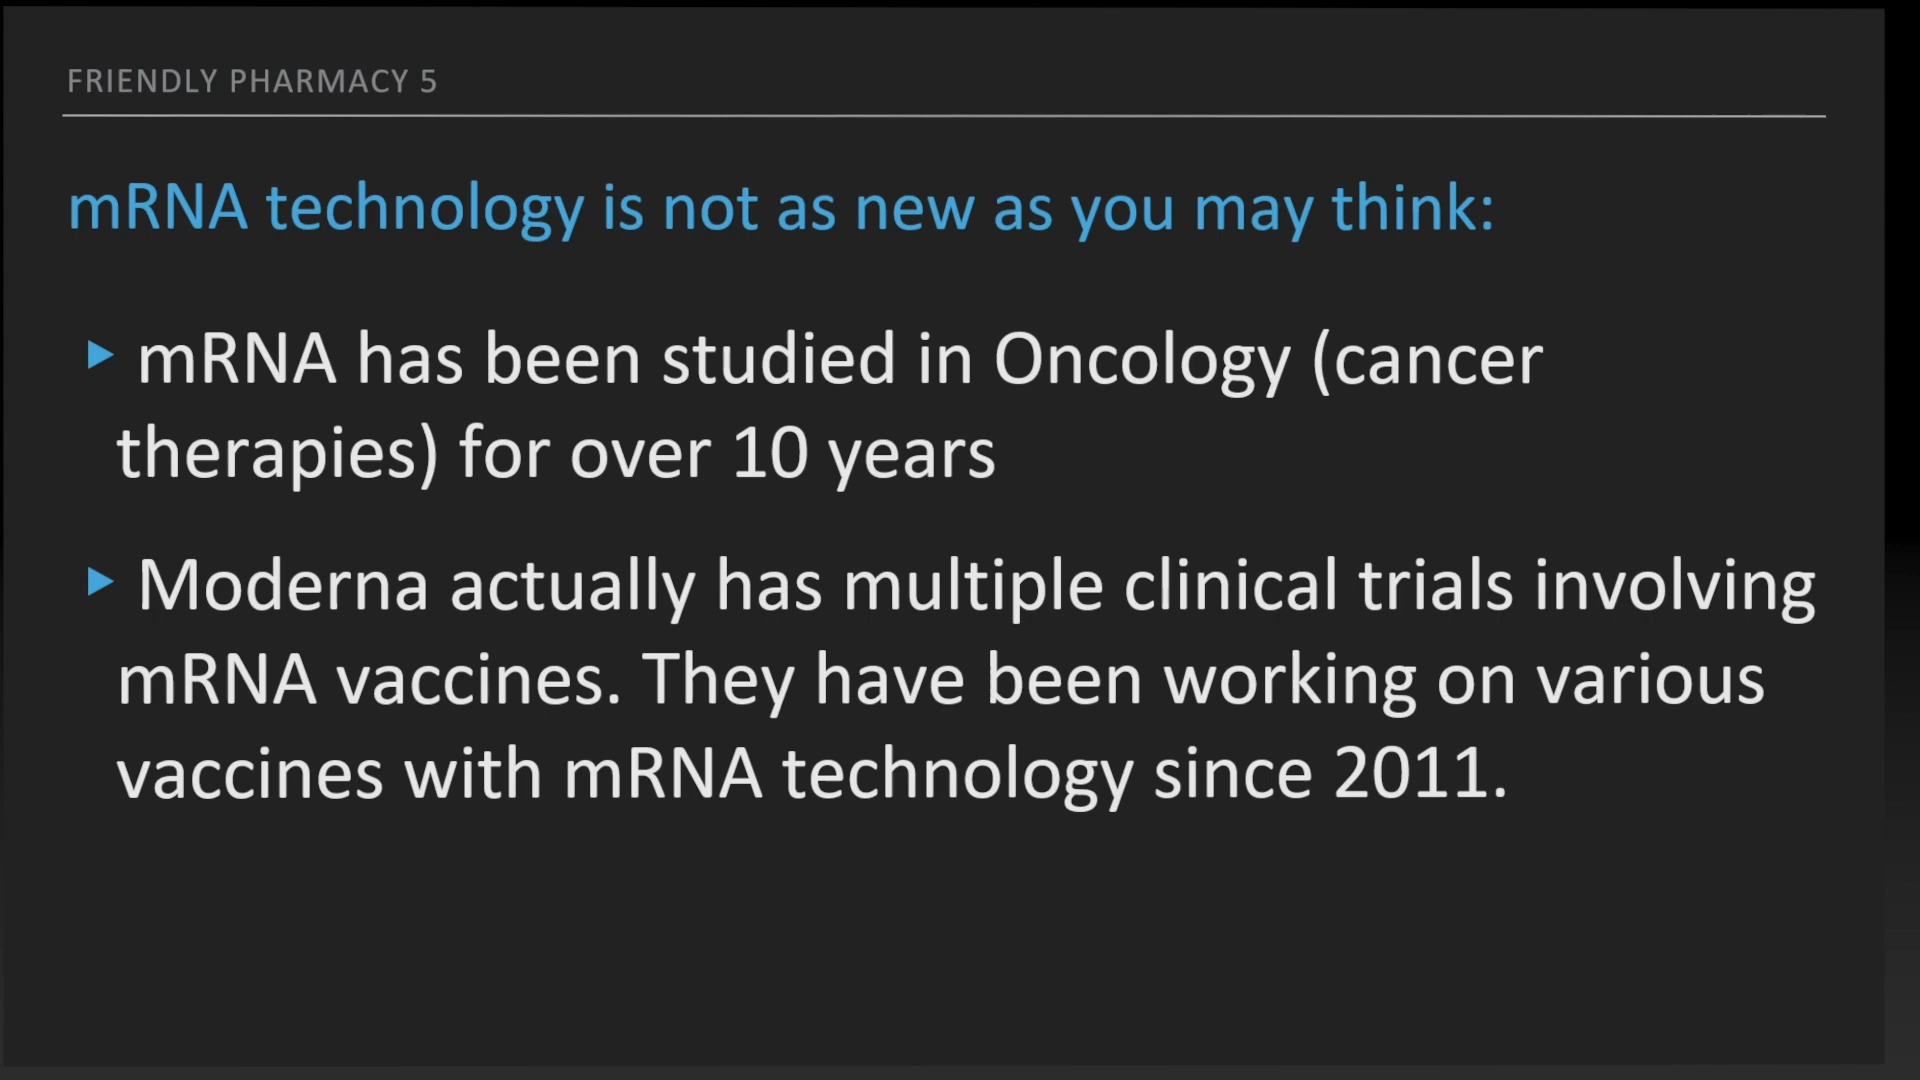 FRIENDLY PHARMACY 5
mRNA technology is not as new as you may think:
▸ mRNA has been studied in Oncology (cancer
therapies) for over 10 years
▸ Moderna actually has multiple clinical trials involving
mRNA vaccines. They have been working on various
vaccines with mRNA technology since 2011.